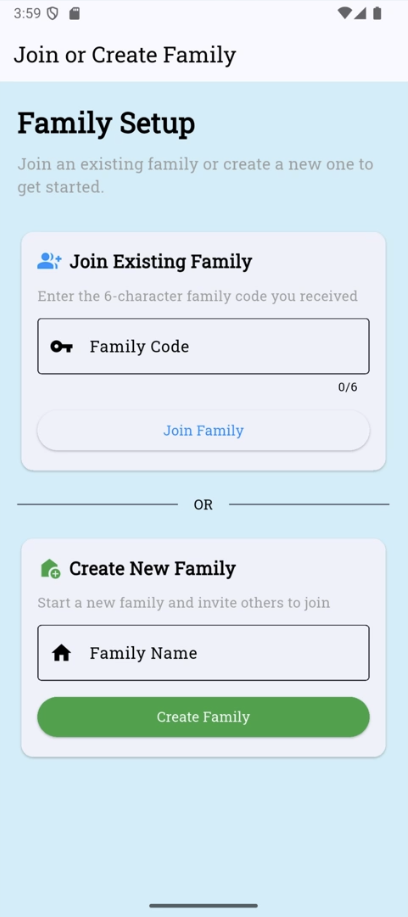 3:59
Join or Create Family
Family Setup
Join an existing family or create a new one to
get started.
Join Existing Family
Enter the 6-character family code you received
Family Code
0/6
Join Family
OR
Create New Family
Start a new family and invite others to join
Family Name
Create Family